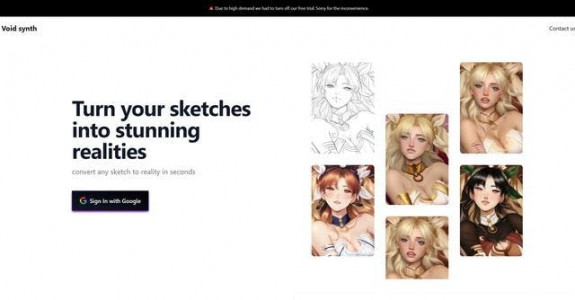 Due to high demand we had to turn off our free trial. Sorry for the inconvenience.
Void synth
Contact us
Turn your sketches
into stunning
realities
convert any sketch to reality in seconds
Sign In with Google